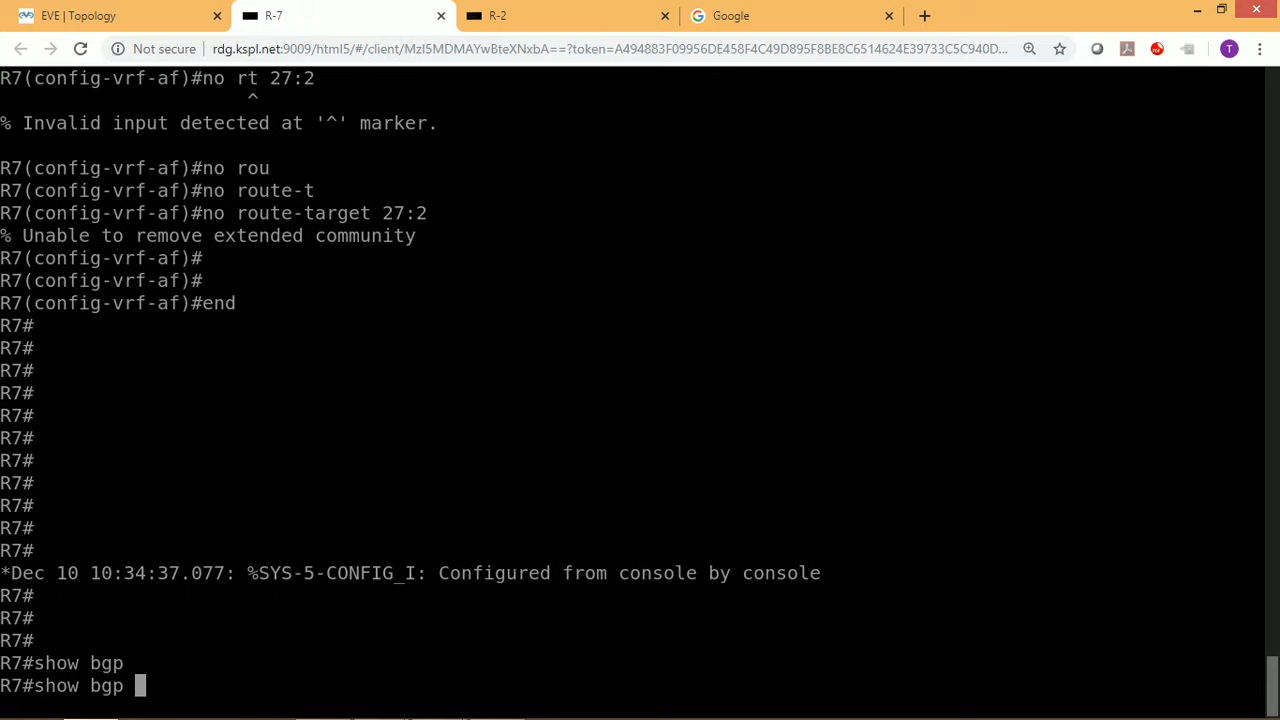 EVE | Topology
R-7
R-2
Google
Not secure
rdg.kspl.net:9009/html5/#/client/MzI5MDMAYwBteXNxbA==?token=A494883F09956DE458F4C49D895F8BE8C6514624E39733C5C940D...
T
R7(config-vrf-af)#no rt 27:2
^
% Invalid input detected at '^' marker.
R7(config-vrf-af)#no rou
R7(config-vrf-af)#no route-t
R7(config-vrf-af)#no route-target 27:2
% Unable to remove extended community
R7(config-vrf-af)#
R7(config-vrf-af)#
R7(config-vrf-af)#end
R7#
R7#
R7#
R7#
R7#
R7#
R7#
R7#
R7#
R7#
R7#
*Dec 10 10:34:37.077: %SYS-5-CONFIG_I: Configured from console by console
R7#
R7#
R7#
R7#show bgp
R7#show bgp